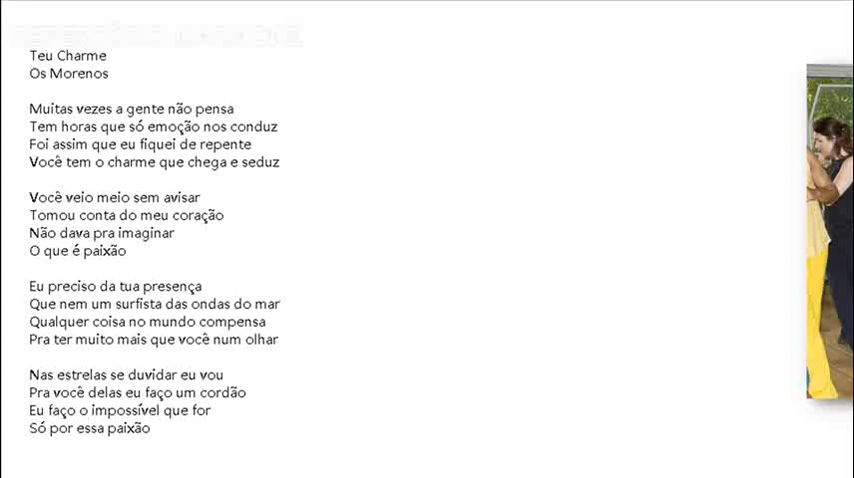 Teu Charme
Os Morenos
Muitas vezes a gente não pensa
Tem horas que só emoção nos conduz
Foi assim que eu fiquei de repente
Você tem o charme que chega e seduz
Você veio meio sem avisar
Tomou conta do meu coração
Não dava pra imaginar
O que é paixão
Eu preciso da tua presença
Que nem um surfista das ondas do mar
Qualquer coisa no mundo compensa
Pra ter muito mais que você num olhar
Nas estrelas se duvidar eu vou
Pra você delas eu faço um cordão
Eu faço o impossível que for
Só por essa paixão